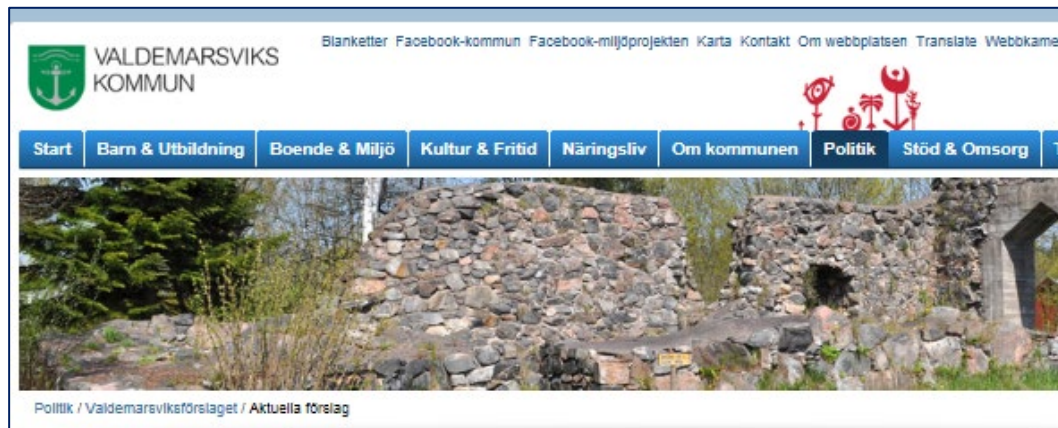 Blanketter Facebook-kommun Facebook-miljöprojekten Karta Kontakt Om webbplatsen Translate
VALDEMARSVIKS
KOMMUN
Start Barn & Utbildning Boende & Miljö Kultur & Fritid Näringsliv Om kommunen Politik Stöd & Omsorg
Politik / Valdemarsviksförslaget / Aktuella förslag